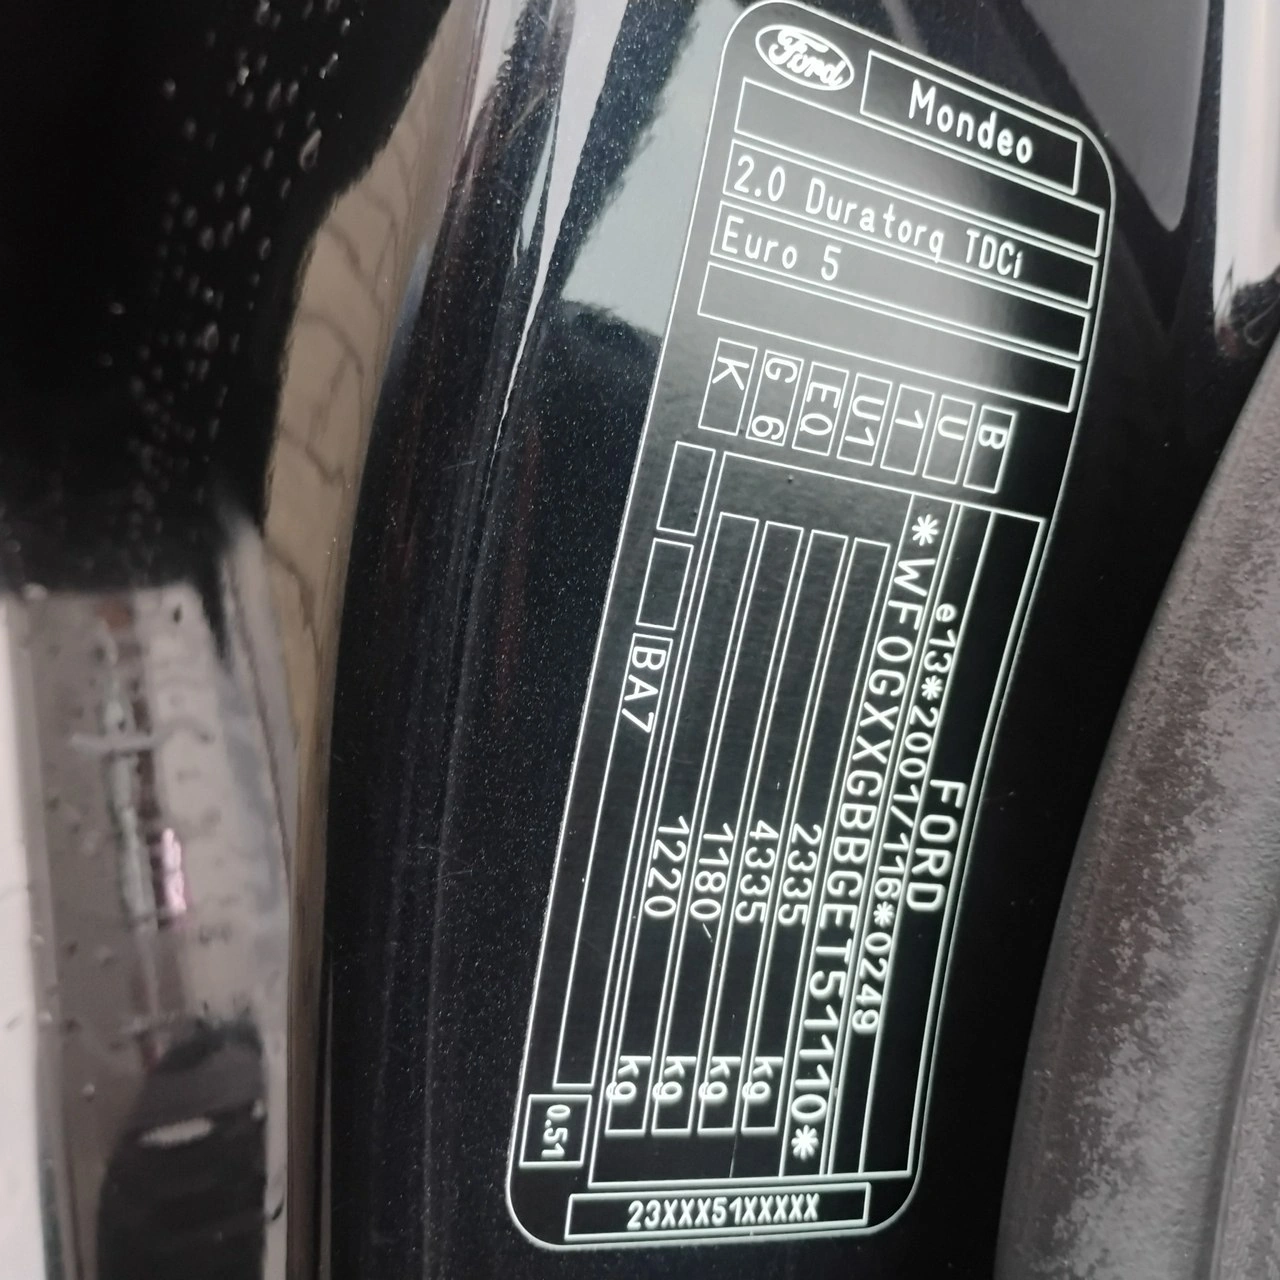 Ford
Mondeo
2.0 Duratorq TDCi
Euro 5
B
U
1
U1
EQ
G 6
K
FORD
e13*2001/116*0249
*WF0GXXGBBGET51110*
2335 kg
4335 kg
1180 kg
1220 kg
BA7
0.51
23XXX51XXXXX